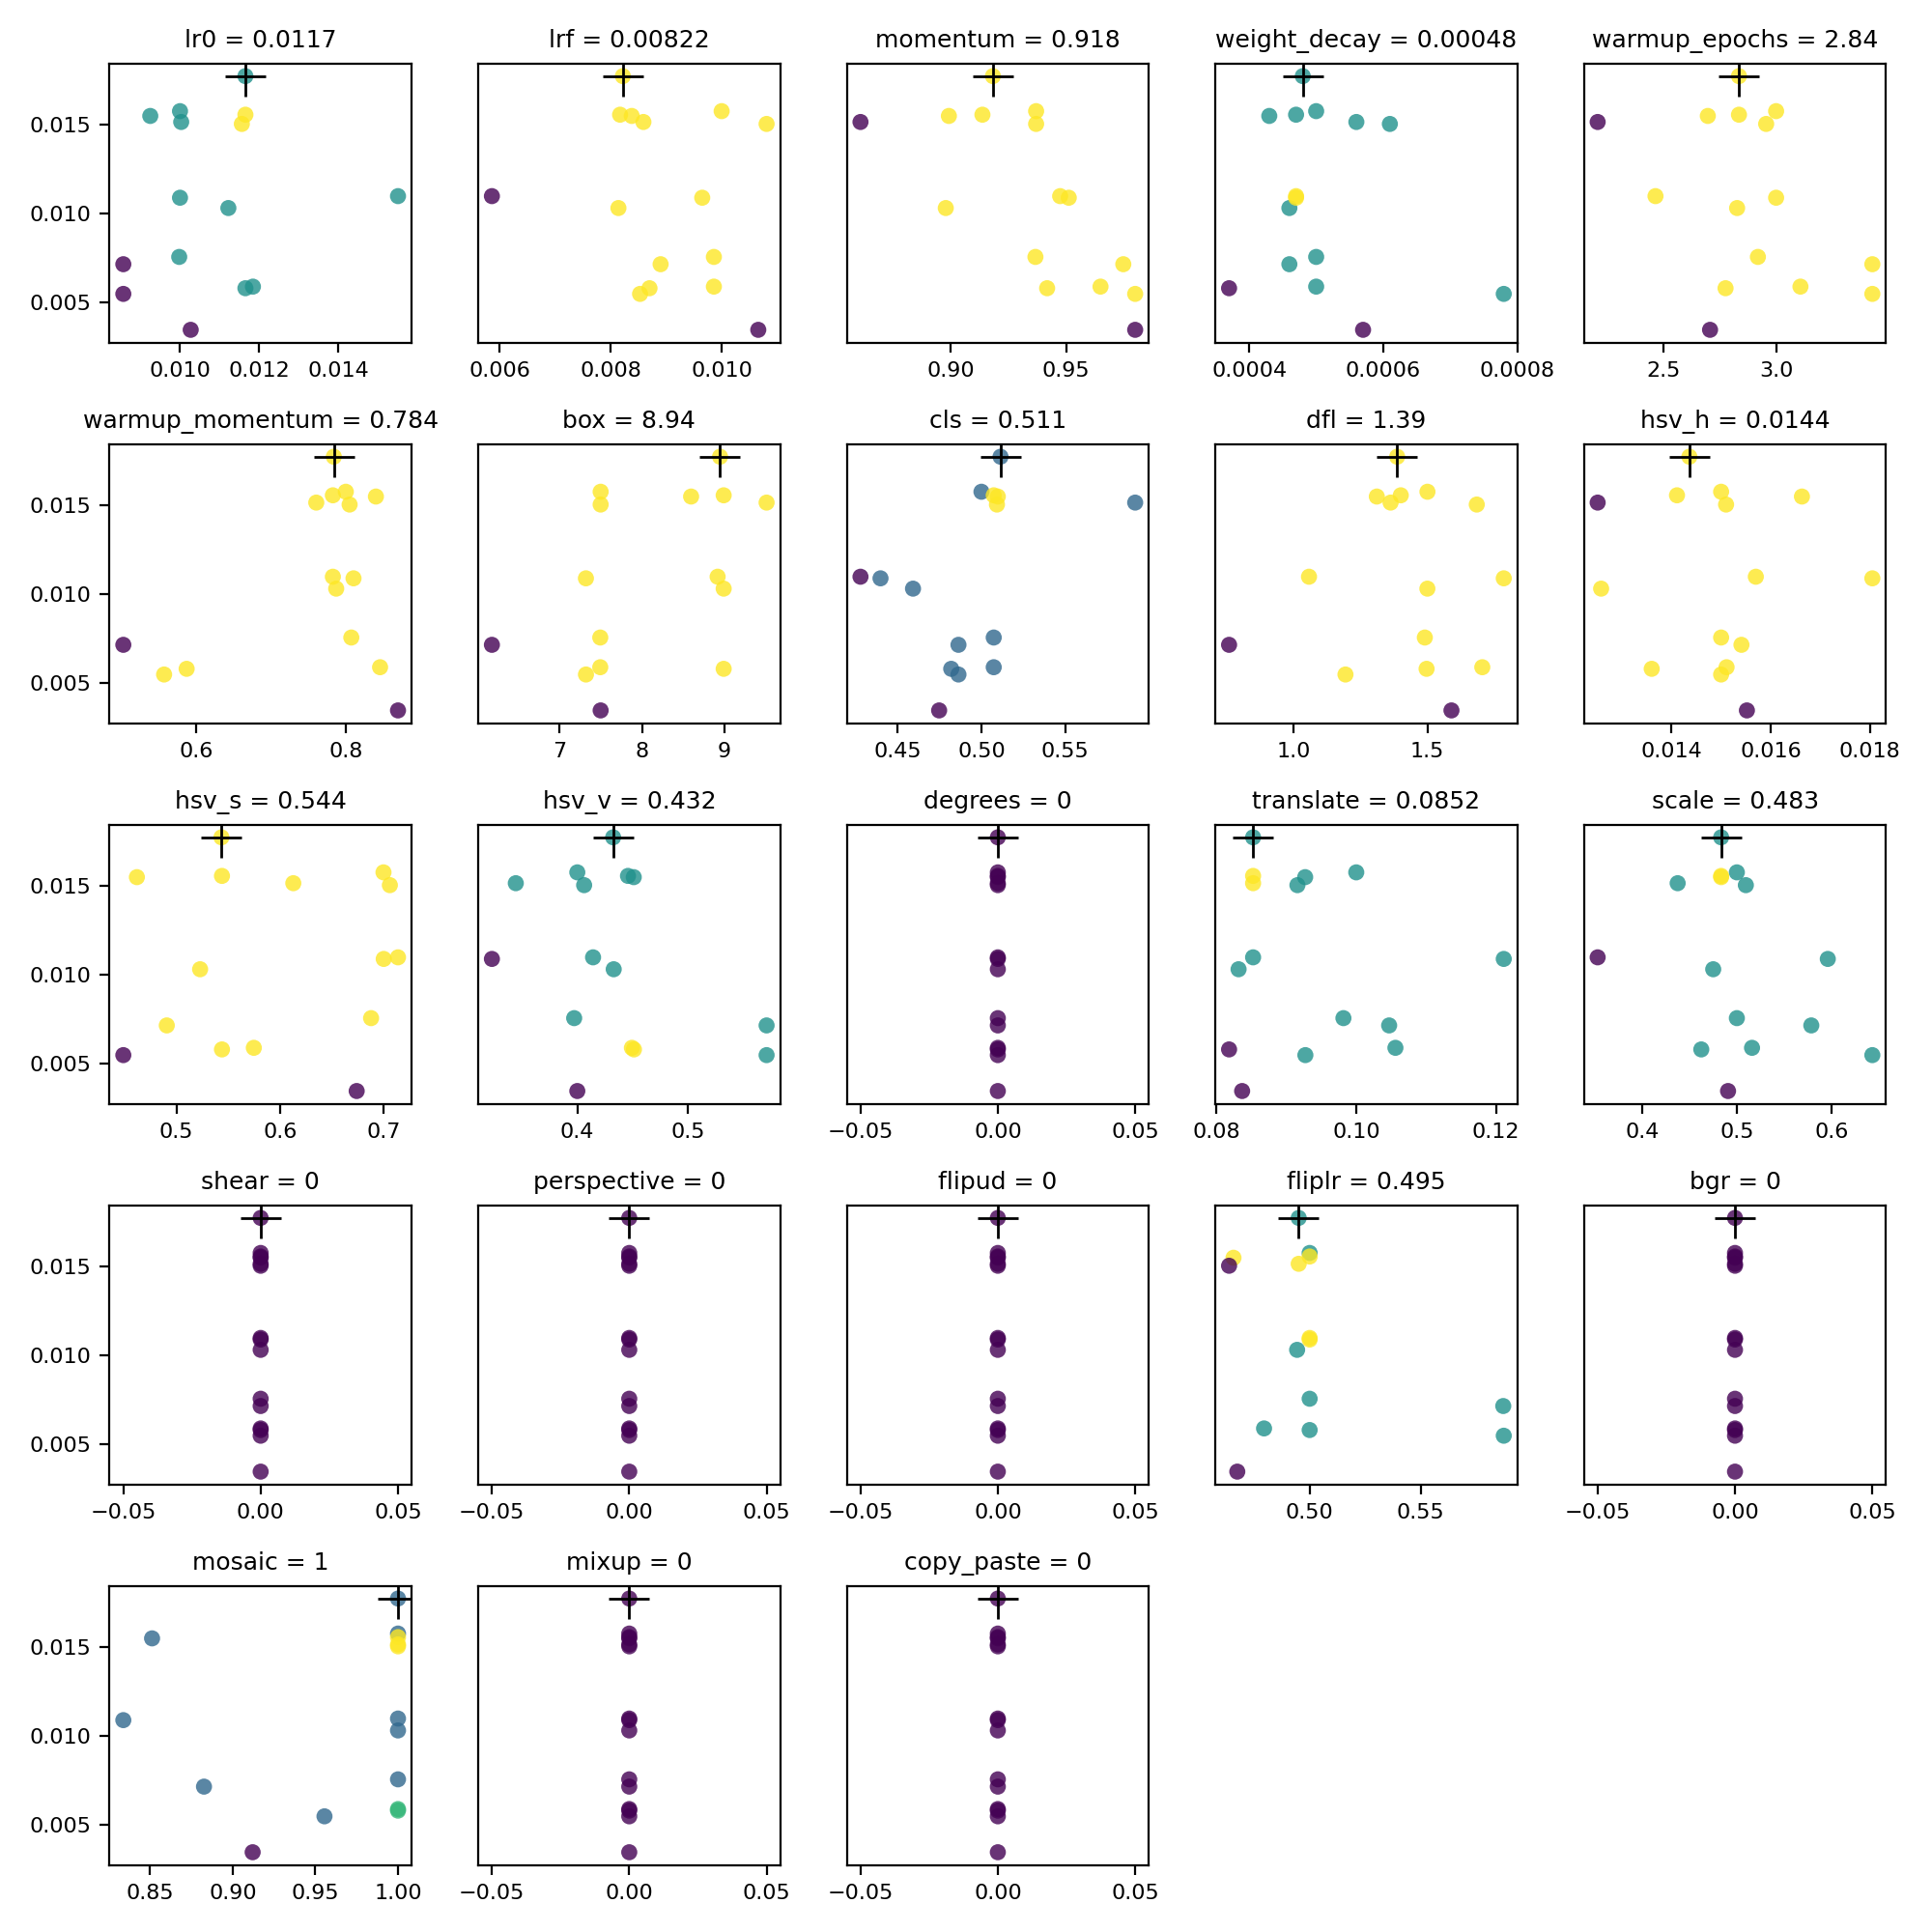 lr0 = 0.0117 lrf = 0.00822 momentum = 0.918 weight_decay = 0.00048 warmup_epochs = 2.84
0.015
0.010
0.005
0.010 0.012 0.014 0.006 0.008 0.010 0.90 0.95 0.0004 0.0006 0.0008 2.5 3.0
warmup_momentum = 0.784 box = 8.94 cls = 0.511 dfl = 1.39 hsv_h = 0.0144
0.015
0.010
0.005
0.6 0.8 7 8 9 0.45 0.50 0.55 1.0 1.5 0.014 0.016 0.018
hsv_s = 0.544 hsv_v = 0.432 degrees = 0 translate = 0.0852 scale = 0.483
0.015
0.010
0.005
0.5 0.6 0.7 0.4 0.5 −0.05 0.00 0.05 0.08 0.10 0.12 0.4 0.5 0.6
shear = 0 perspective = 0 flipud = 0 fliplr = 0.495 bgr = 0
0.015
0.010
0.005
−0.05 0.00 0.05 −0.05 0.00 0.05 −0.05 0.00 0.05 0.50 0.55 −0.05 0.00 0.05
mosaic = 1 mixup = 0 copy_paste = 0
0.015
0.010
0.005
0.85 0.90 0.95 1.00 −0.05 0.00 0.05 −0.05 0.00 0.05